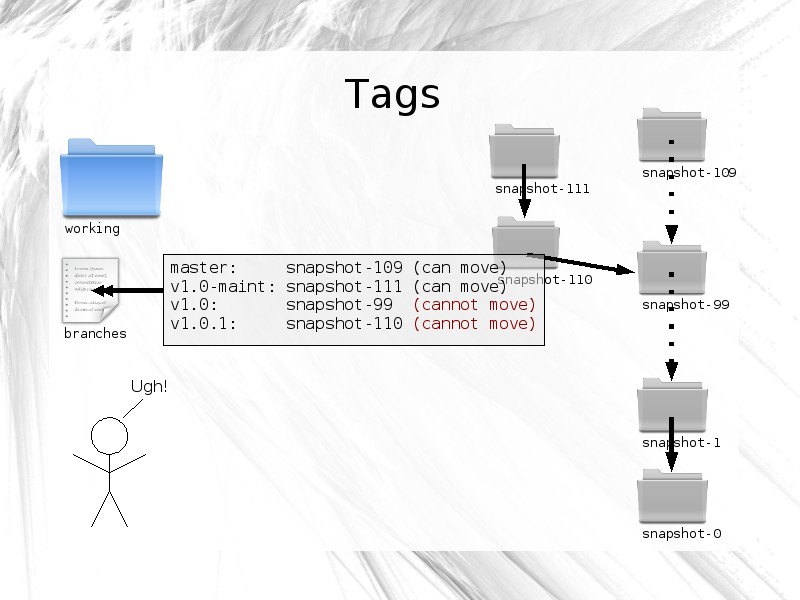 Tags
snapshot-109
snapshot-111
working
master: snapshot-109 (can move)
v1.0-maint: snapshot-111 (can move)
v1.0: snapshot-99 (cannot move)
v1.0.1: snapshot-110 (cannot move)
snapshot-110
snapshot-99
branches
Ugh!
snapshot-1
snapshot-0